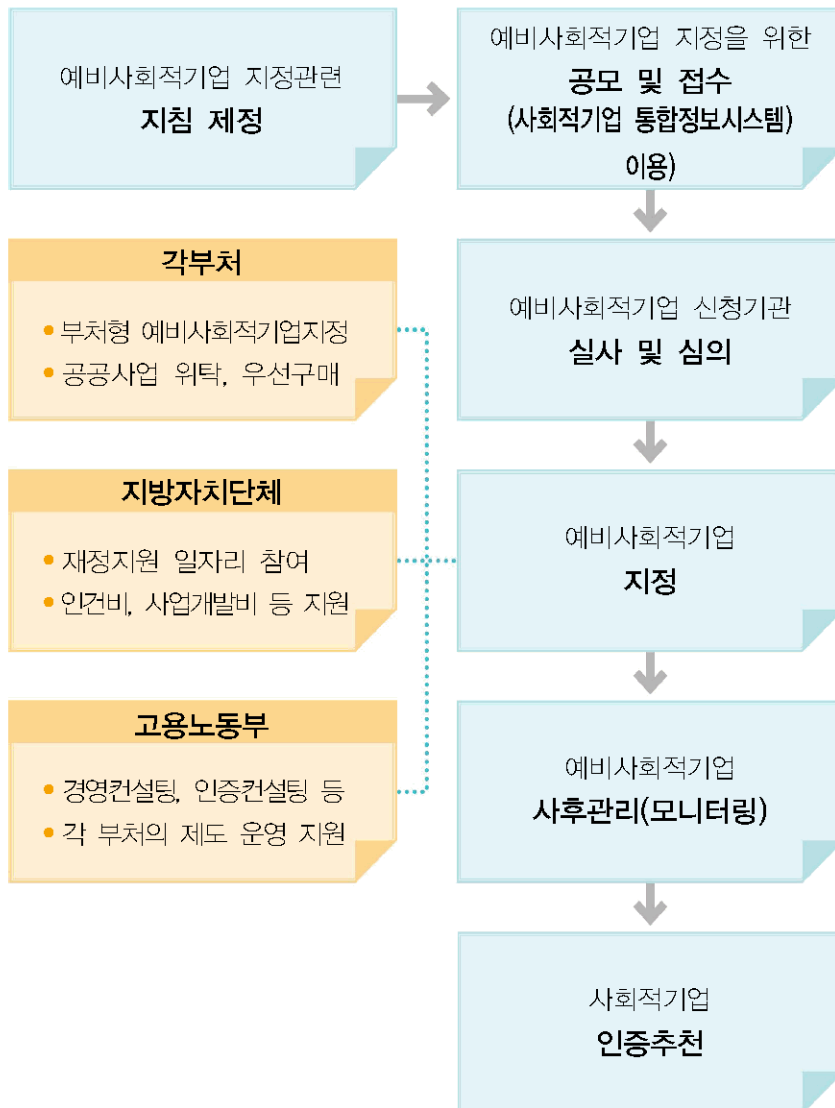 예비사회적기업 지정관련
지침 제정
예비사회적기업 지정을 위한
공모 및 접수
(사회적기업 통합정보시스템)
이용)
각부처
• 부처형 예비사회적기업지정
• 공공사업 위탁, 우선구매
예비사회적기업 신청기관
실사 및 심의
지방자치단체
• 재정지원 일자리 참여
• 인건비, 사업개발비 등 지원
예비사회적기업
지정
고용노동부
• 경영컨설팅, 인증컨설팅 등
• 각 부처의 제도 운영 지원
예비사회적기업
사후관리(모니터링)
사회적기업
인증추천